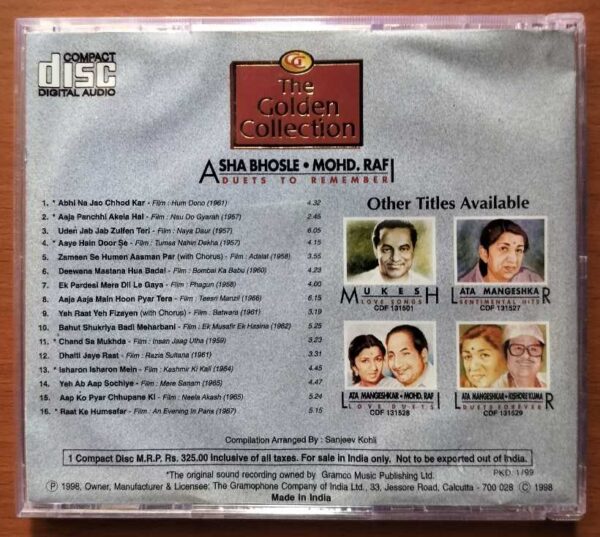 COMPACT
disc
DIGITAL AUDIO
GC
The
Golden
Collection
ASHA BHOSLE • MOHD. RAFI
DUETS TO REMEMBER
1. * Abhi Na Jao Chhod Kar - Film : Hum Dono (1961) 4.32
2. * Aaja Panchhi Akela Hai - Film : Nau Do Gyarah (1957) 2.45
3. Uden Jab Jab Zulfen Teri - Film : Naya Daur (1957) 6.05
4. * Aaye Hain Door Se - Film : Tumsa Nahin Dekha (1957) 4.15
5. Zameen Se Humen Aasman Par (with Chorus) - Film : Adalat (1958)
6. Deewana Mastana Hua Badal - Film : Bombai Ka Babu (1960) 4.23
7. Ek Pardesi Mera Dil Le Gaya - Film : Phagun (1958) 4.00
8. Aaja Aaja Main Hoon Pyar Tera - Film : Teesri Manzil (1966)
9. Yeh Raat Yeh Fizayen (with Chorus) - Film : Batwara (1961)
10. Bahut Shukriya Badi Meharbani - Film : Ek Musafir Ek Hasina (1962) 5.25
11. * Chand Sa Mukhda - Film : Insan Jaag Utha (1959) 3.23
12. Dhalti Jaye Raat - Film : Razia Sultana (1961)
13. * Isharon Isharon Mein - Film : Kashmir Ki Kali (1964)
14. Yeh Ab Aap Sochiye - Film : Mere Sanam (1965) 4.47
15. Aap Ko Pyar Chhupane Ki - Film : Neela Akash (1965) 5.24
16. * Raat Ke Humsafar - Film : An Evening In Paris (1967) 5.15
Other Titles Available
MUKESH
LOVE SONGS
CDF 131501
LATA MANGESHKAR
SENTIMENTAL HITS
CDF 131527
LATA MANGESHKAR • MOHD. RAFI
LOVE DUETS
CDF 131528
LATA MANGESHKAR • KISHORE KUMAR
DUETS FOREVER
CDF 131529
Compilation Arranged By : Sanjeev Kohli
1 Compact Disc M.R.P. Rs. 325.00 Inclusive of all taxes. For sale in India only. Not to be exported out of India.
*The original sound recording owned by Gramco Music Publishing Ltd.
PKD. 1/99
Ⓟ 1998, Owner, Manufacturer & Licensee: The Gramophone Company of India Ltd., 33, Jessore Road, Calcutta - 700 028 Ⓒ 1998
Made in India